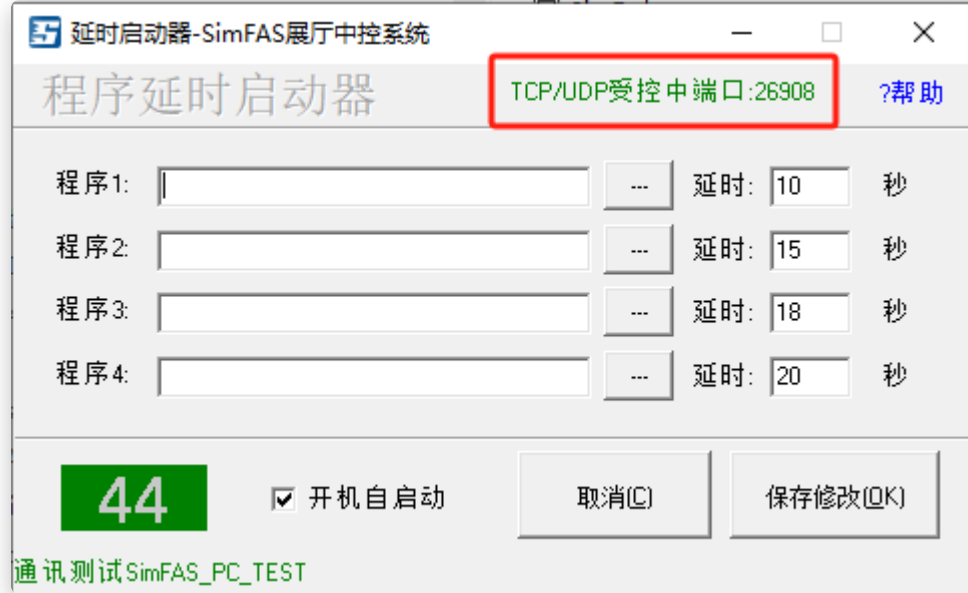 延时启动器-SimFAS展厅中控系统
程序延时启动器 TCP/UDP受控中端口:26908 ?帮助
程序1: ... 延时: 10 秒
程序2: ... 延时: 15 秒
程序3: ... 延时: 18 秒
程序4: ... 延时: 20 秒
44 开机自启动 取消(C) 保存修改(OK)
通讯测试SimFAS_PC_TEST